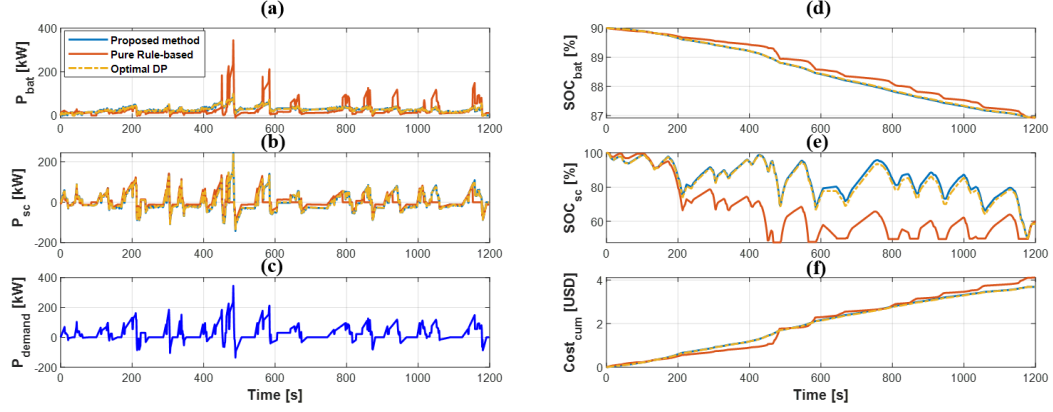 (a)
P_bat [kW]
400
200
0
Proposed method
Pure Rule-based
Optimal DP
0 200 400 600 800 1000 1200
(b)
P_sc [kW]
200
0
-200
0 200 400 600 800 1000 1200
(c)
P_demand [kW]
400
200
0
-200
0 200 400 600 800 1000 1200
Time [s]
(d)
SOC_bat [%]
90
89
88
87
0 200 400 600 800 1000 1200
(e)
SOC_sc [%]
100
80
60
0 200 400 600 800 1000 1200
(f)
Cost_cum [USD]
4
2
0
0 200 400 600 800 1000 1200
Time [s]